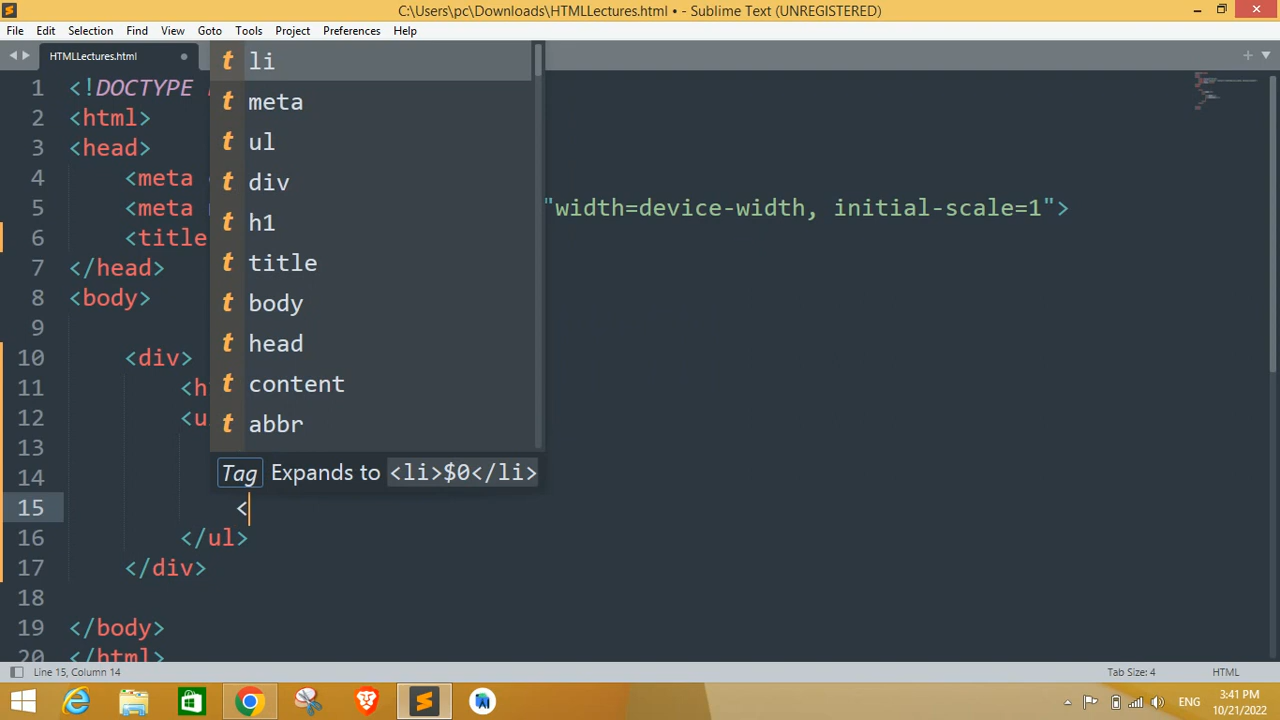 C:\Users\pc\Downloads\HTMLLectures.html • - Sublime Text (UNREGISTERED)
File Edit Selection Find View Goto Tools Project Preferences Help
HTMLLectures.html
1 <!DOCTYPE
2 <html>
3 <head>
4 <meta
5 <meta "width=device-width, initial-scale=1">
6 <title
7 </head>
8 <body>
9
10 <div>
11 <h
12 <u
13
14
15 <
16 </ul>
17 </div>
18
19 </body>
20 </html>
t li
t meta
t ul
t div
t h1
t title
t body
t head
t content
t abbr
Tag Expands to <li>$0</li>
Line 15, Column 14 Tab Size: 4 HTML
ENG 3:41 PM
10/21/2022